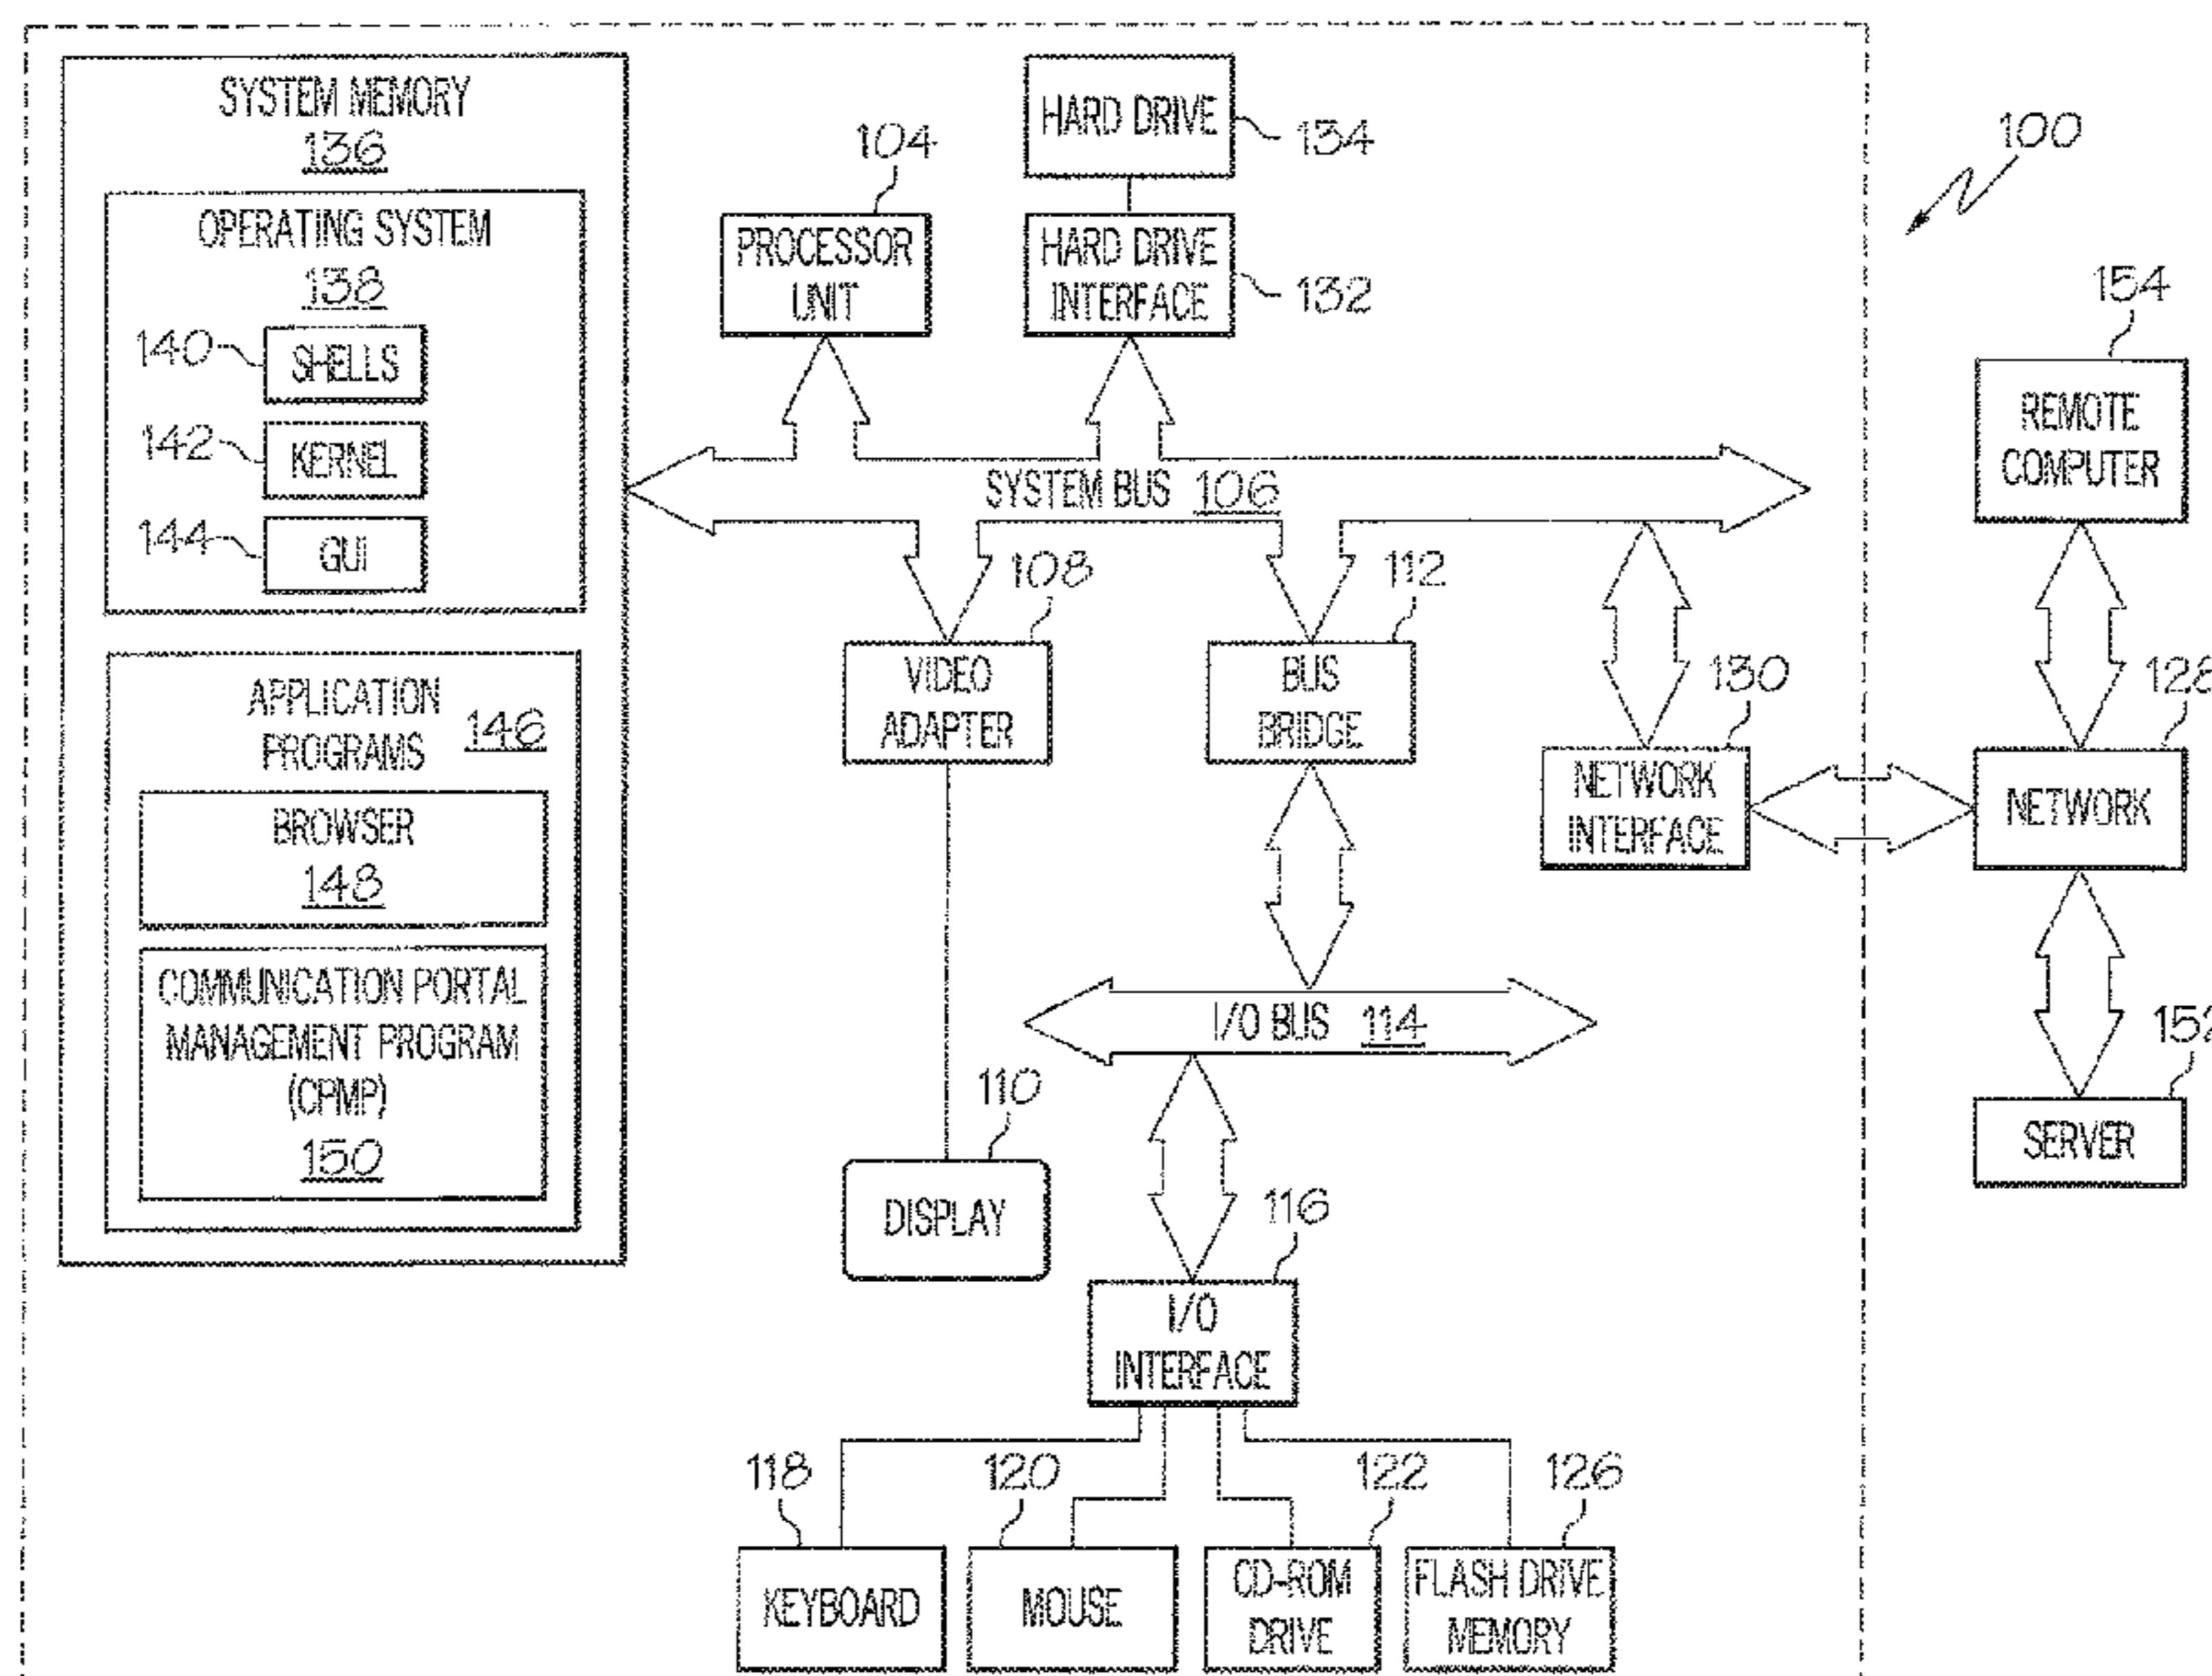 SYSTEM MEMORY
136
OPERATING SYSTEM
138
140
SHELLS
142
KERNEL
144
GUI
APPLICATION
PROGRAMS
146
BROWSER
148
COMMUNICATION PORTAL
MANAGEMENT PROGRAM
(CPMP)
150
104
PROCESSOR
UNIT
HARD DRIVE
134
HARD DRIVE
INTERFACE
132
SYSTEM BUS 106
108
VIDEO
ADAPTER
112
BUS
BRIDGE
130
NETWORK
INTERFACE
I/O BUS 114
110
DISPLAY
116
I/O
INTERFACE
118
KEYBOARD
120
MOUSE
122
CD-ROM
DRIVE
126
FLASH DRIVE
MEMORY
100
154
REMOTE
COMPUTER
128
NETWORK
152
SERVER